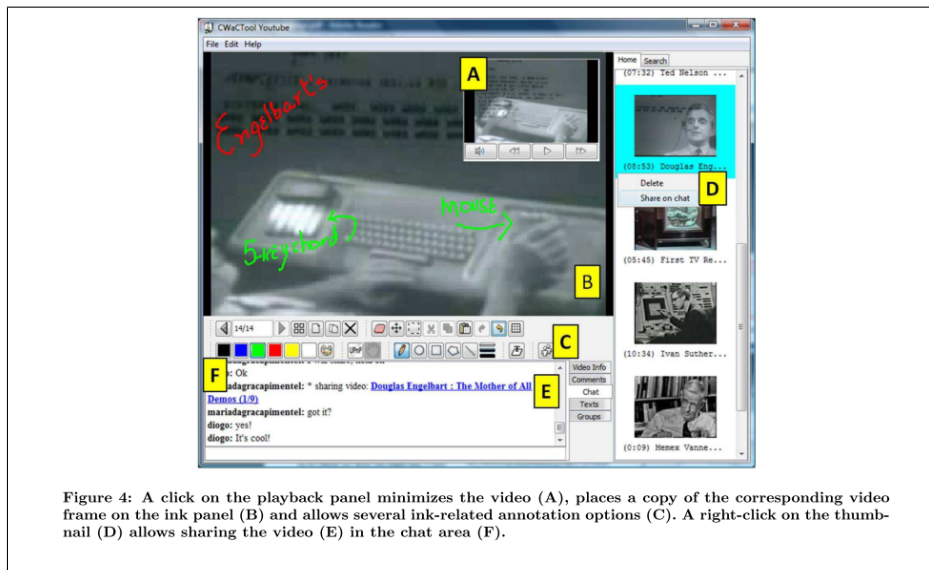 CWaCTool Youtube
File Edit Help
Engelbart's
A
5-key chord
MOUSE
B
Home Search
(07:32) Ted Nelson ...
(08:53) Douglas Eng...
Delete
Share on chat
D
(05:45) First TV Re...
(10:34) Ivan Suther...
(0:09) Memex Vanne...
14/14
UPnP
C
F
: Ok
adagracapimentel: * sharing video: Douglas Engelbart : The Mother of All
Demos (1/9)
mariadagracapimentel: got it?
diogo: yes!
diogo: It's cool!
E
Video Info
Comments
Chat
Texts
Groups
Figure 4: A click on the playback panel minimizes the video (A), places a copy of the corresponding video
frame on the ink panel (B) and allows several ink-related annotation options (C). A right-click on the thumb-
nail (D) allows sharing the video (E) in the chat area (F).